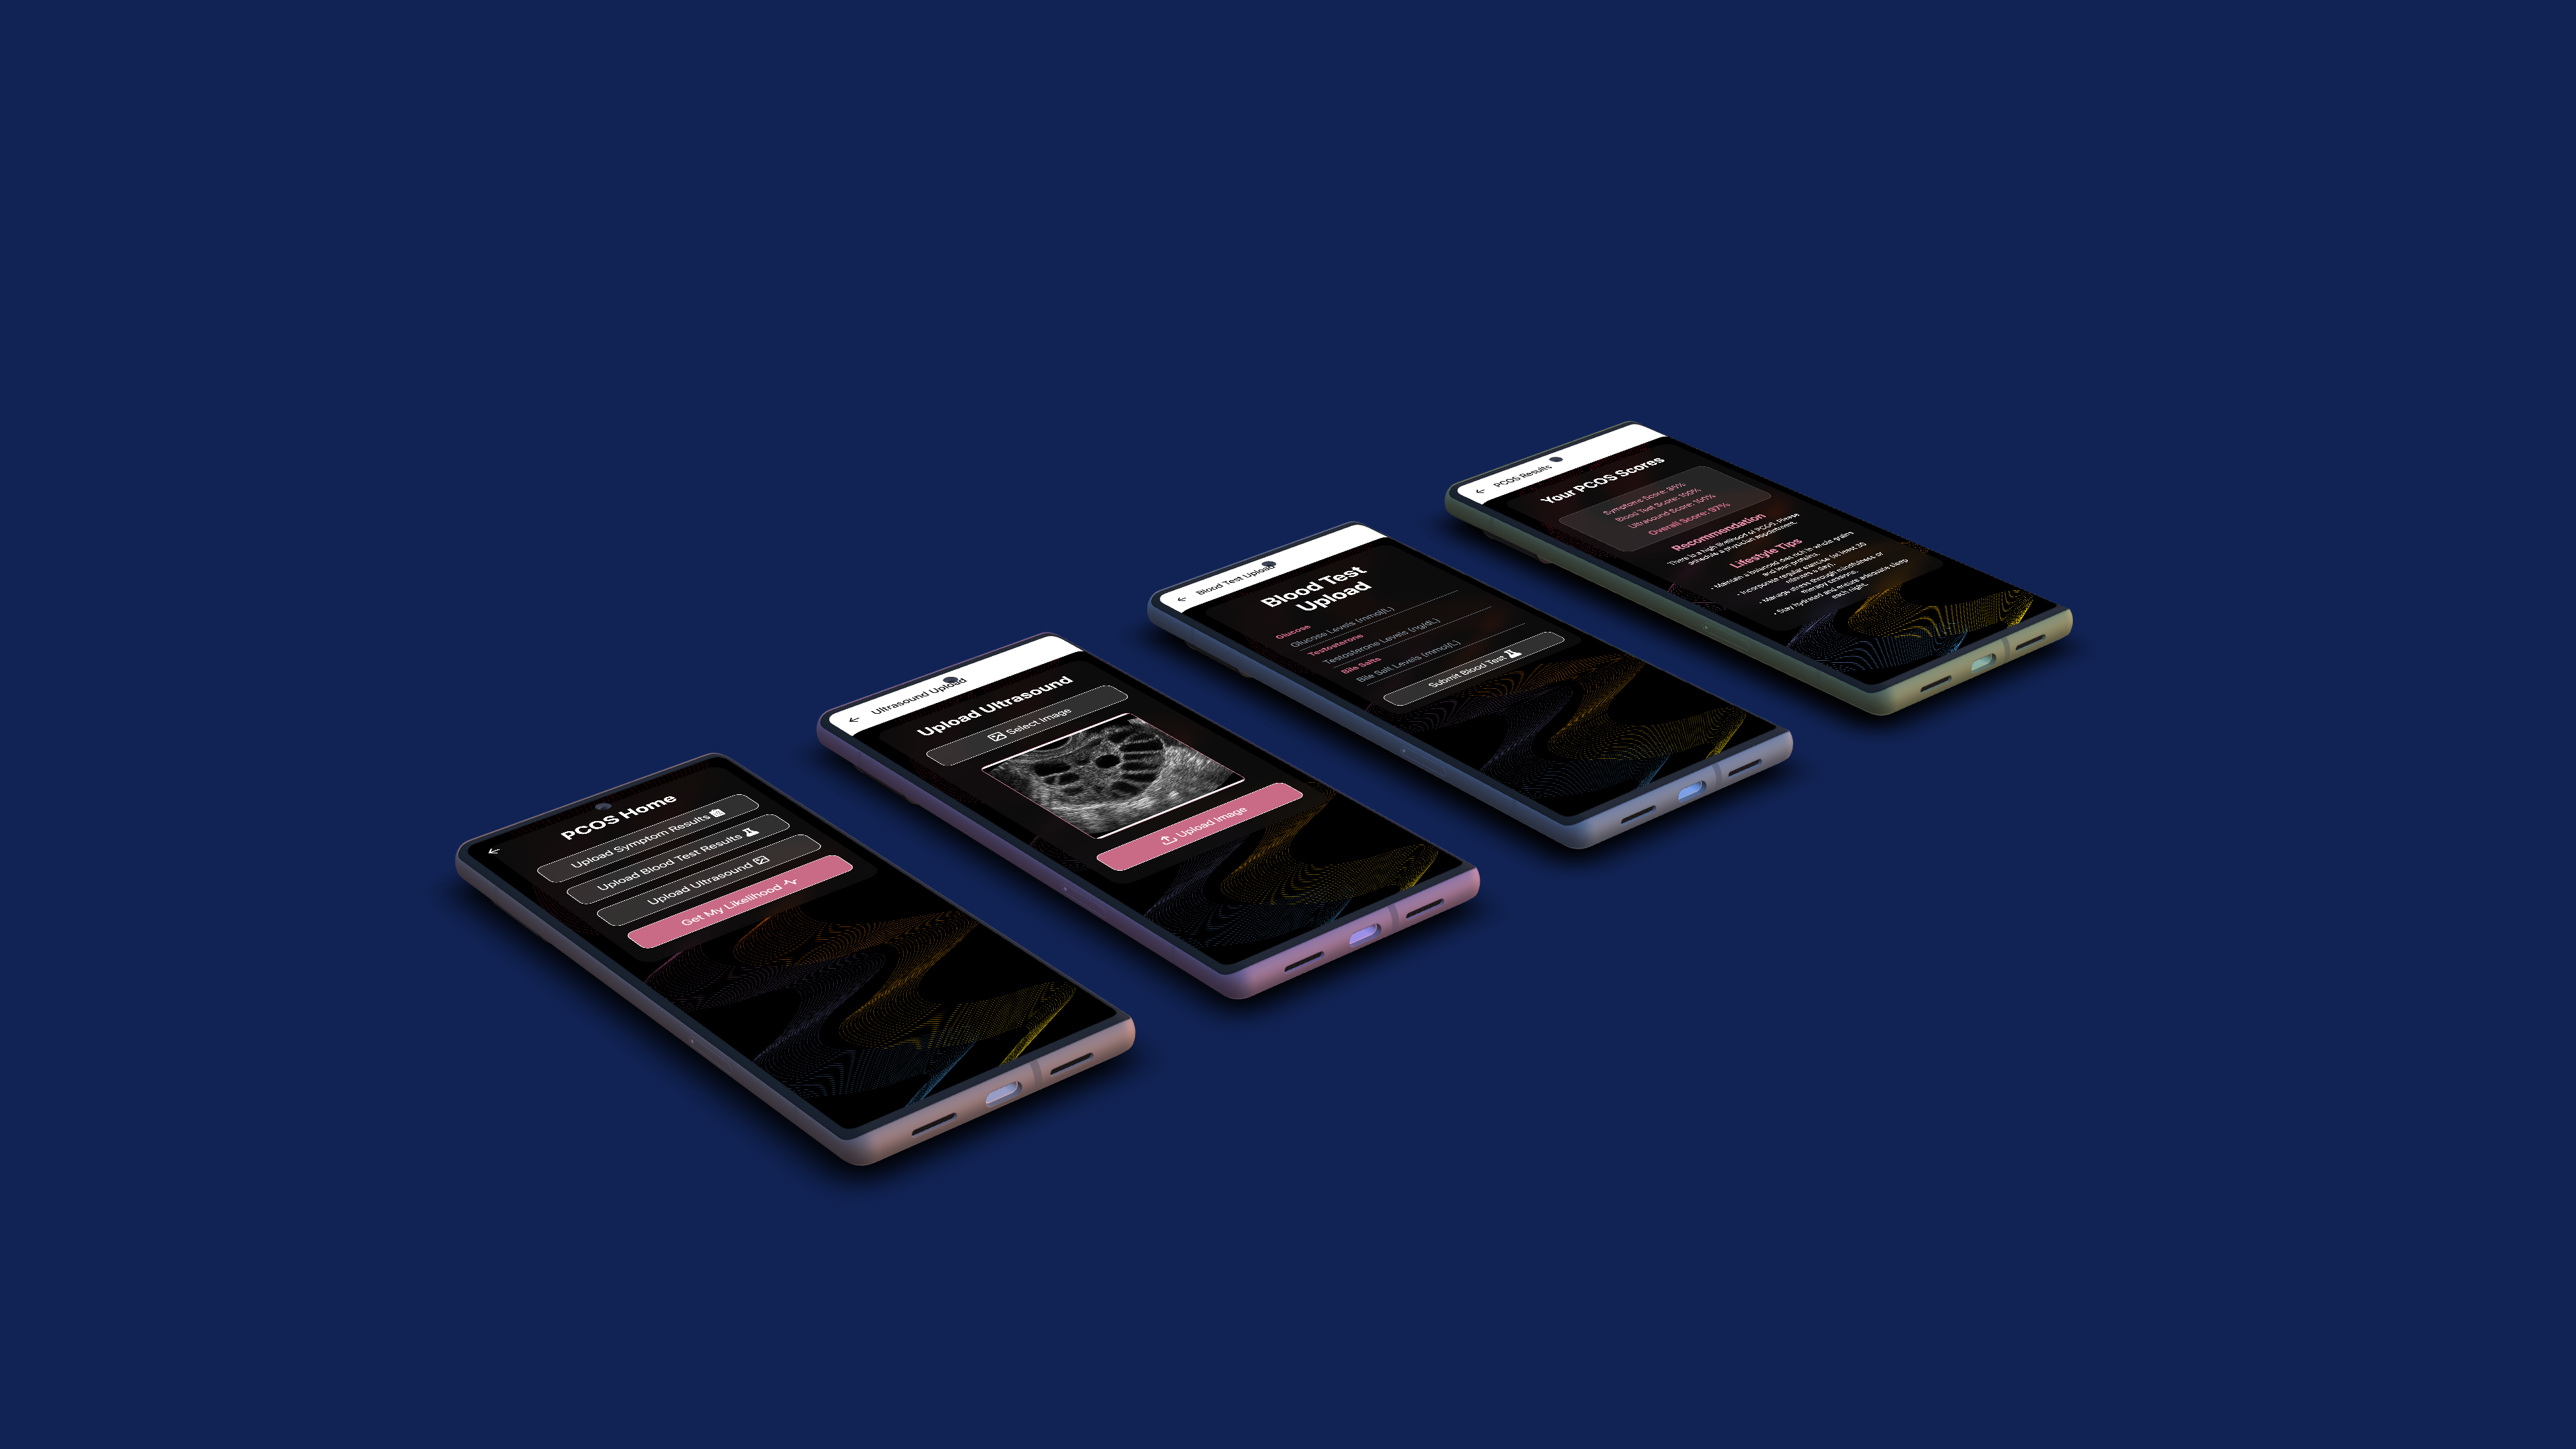 PCOS Home
Upload Symptom Results
Upload Blood Test Results
Upload Ultrasound
Get My Likelihood
Ultrasound Upload
Upload Ultrasound
Select Image
Upload Image
Blood Test Upload
Blood Test
Upload
Glucose
Glucose Levels (mmol/L)
Testosterone
Testosterone Levels (ng/dL)
Bile Salts
Bile Salt Levels (mmol/L)
Submit Blood Test
PCOS Results
Your PCOS Scores
Symptoms Score:
Blood Test Score: 100%
Ultrasound Score: 100%
Overall Score: 97%
Recommendation
There is a high likelihood of PCOS. Please
schedule a physician appointment.
Lifestyle Tips
• Maintain a balanced diet rich in whole grains
and lean proteins.
• Incorporate regular exercise (at least 30
minutes a day).
• Manage stress through mindfulness or
therapy sessions.
• Stay hydrated and ensure adequate sleep
each night.